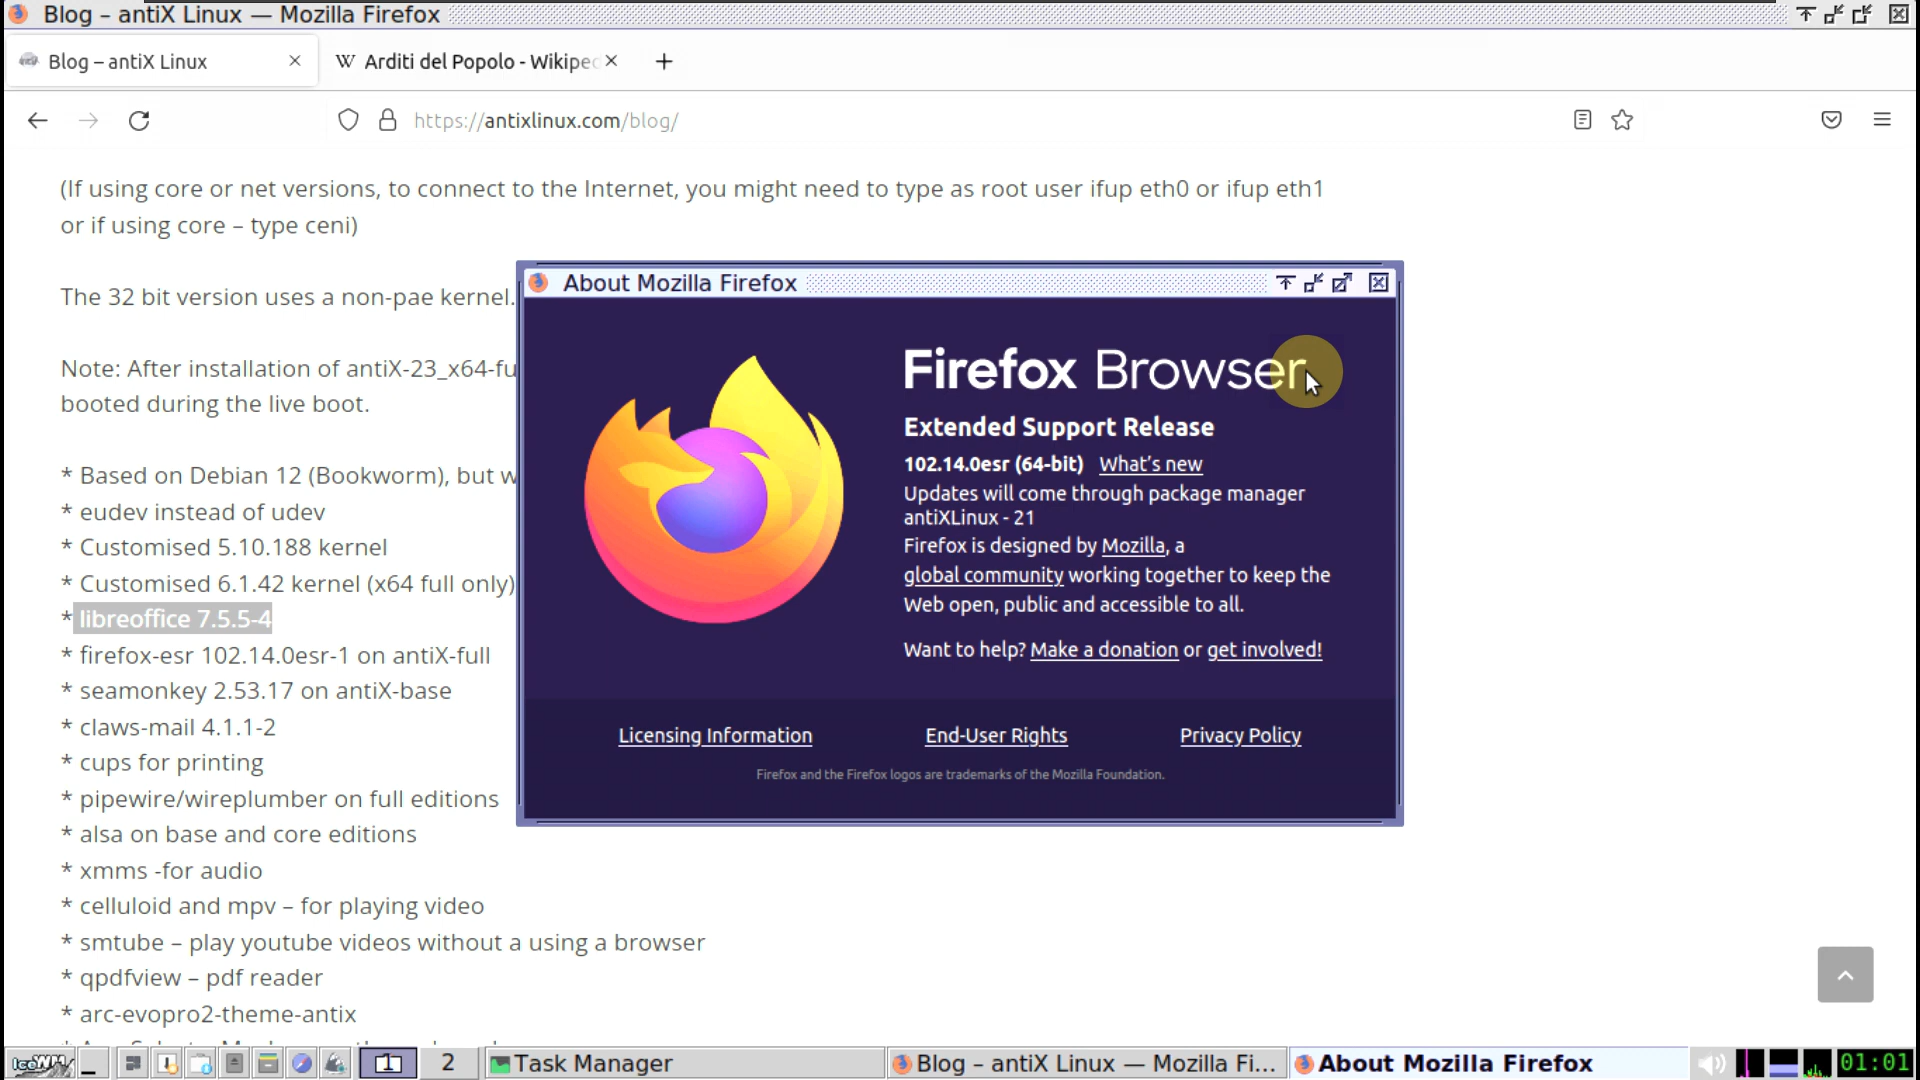 Blog – antiX Linux — Mozilla Firefox
Blog – antiX Linux
W Arditi del Popolo - Wikiped
https://antixlinux.com/blog/
(If using core or net versions, to connect to the Internet, you might need to type as root user ifup eth0 or ifup eth1
or if using core – type ceni)
The 32 bit version uses a non-pae kernel.
Note: After installation of antiX-23_x64-fu
booted during the live boot.
* Based on Debian 12 (Bookworm), but w
* eudev instead of udev
* Customised 5.10.188 kernel
* Customised 6.1.42 kernel (x64 full only)
* libreoffice 7.5.5-4
* firefox-esr 102.14.0esr-1 on antiX-full
* seamonkey 2.53.17 on antiX-base
* claws-mail 4.1.1-2
* cups for printing
* pipewire/wireplumber on full editions
* alsa on base and core editions
* xmms -for audio
* celluloid and mpv – for playing video
* smtube – play youtube videos without a using a browser
* qpdfview – pdf reader
* arc-evopro2-theme-antix
About Mozilla Firefox
Firefox Browser
Extended Support Release
102.14.0esr (64-bit) What's new
Updates will come through package manager
antiXLinux - 21
Firefox is designed by Mozilla, a
global community working together to keep the
Web open, public and accessible to all.
Want to help? Make a donation or get involved!
Licensing Information
End-User Rights
Privacy Policy
Firefox and the Firefox logos are trademarks of the Mozilla Foundation.
IceWM
1
2
Task Manager
Blog – antiX Linux — Mozilla Fi...
About Mozilla Firefox
01:01